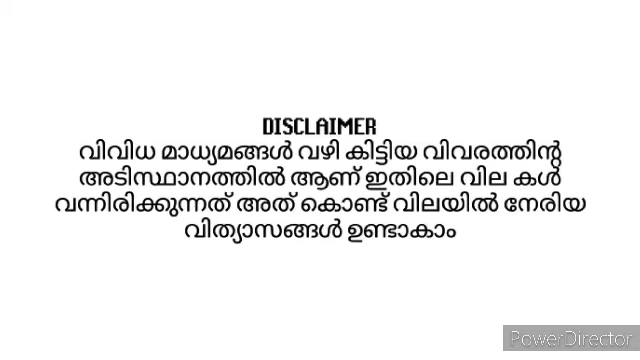 DISCLAIMER
വിവിധ മാധ്യമങ്ങൾ വഴി കിട്ടിയ വിവരത്തിന്റ
അടിസ്ഥാനത്തിൽ ആണ് ഇതിലെ വില കൾ
വന്നിരിക്കുന്നത് അത് കൊണ്ട് വിലയിൽ നേരിയ
വിത്യാസങ്ങൾ ഉണ്ടാകാം
PowerDirector